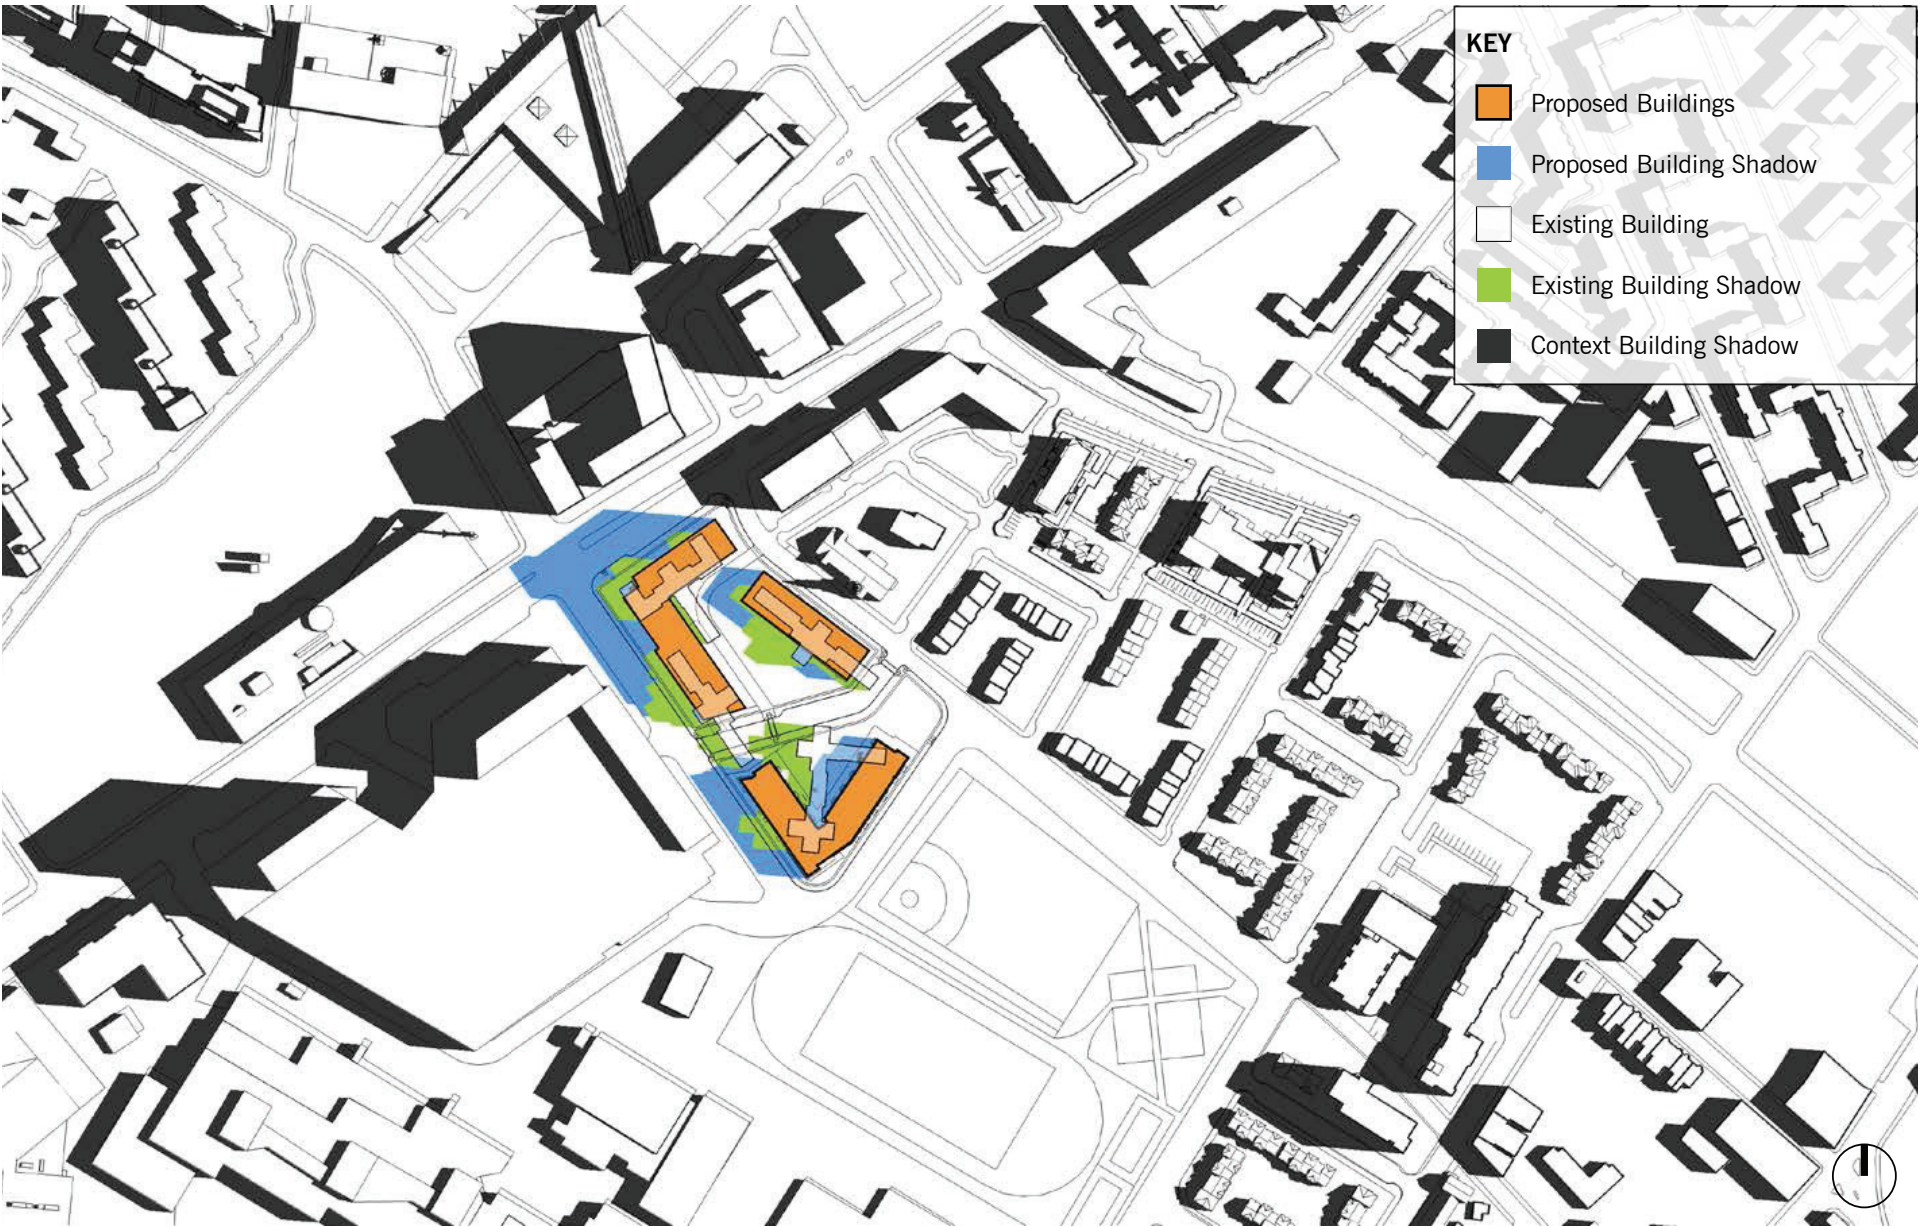 KEY
Proposed Buildings
Proposed Building Shadow
Existing Building
Existing Building Shadow
Context Building Shadow